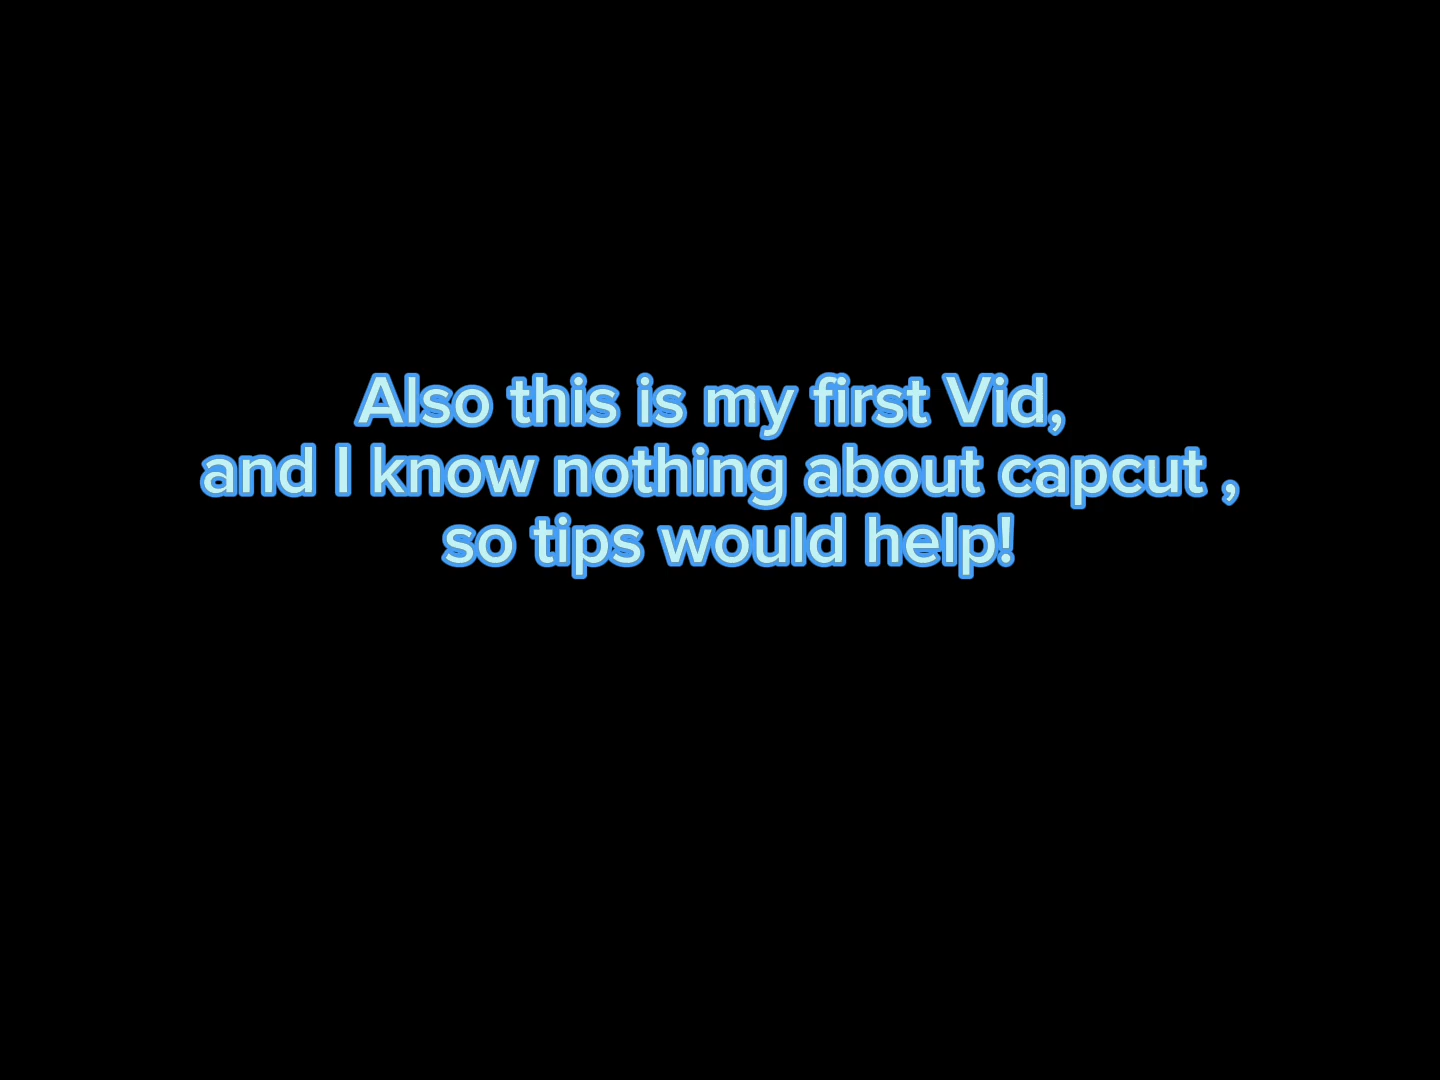 Also this is my first Vid,
and I know nothing about capcut ,
so tips would help!